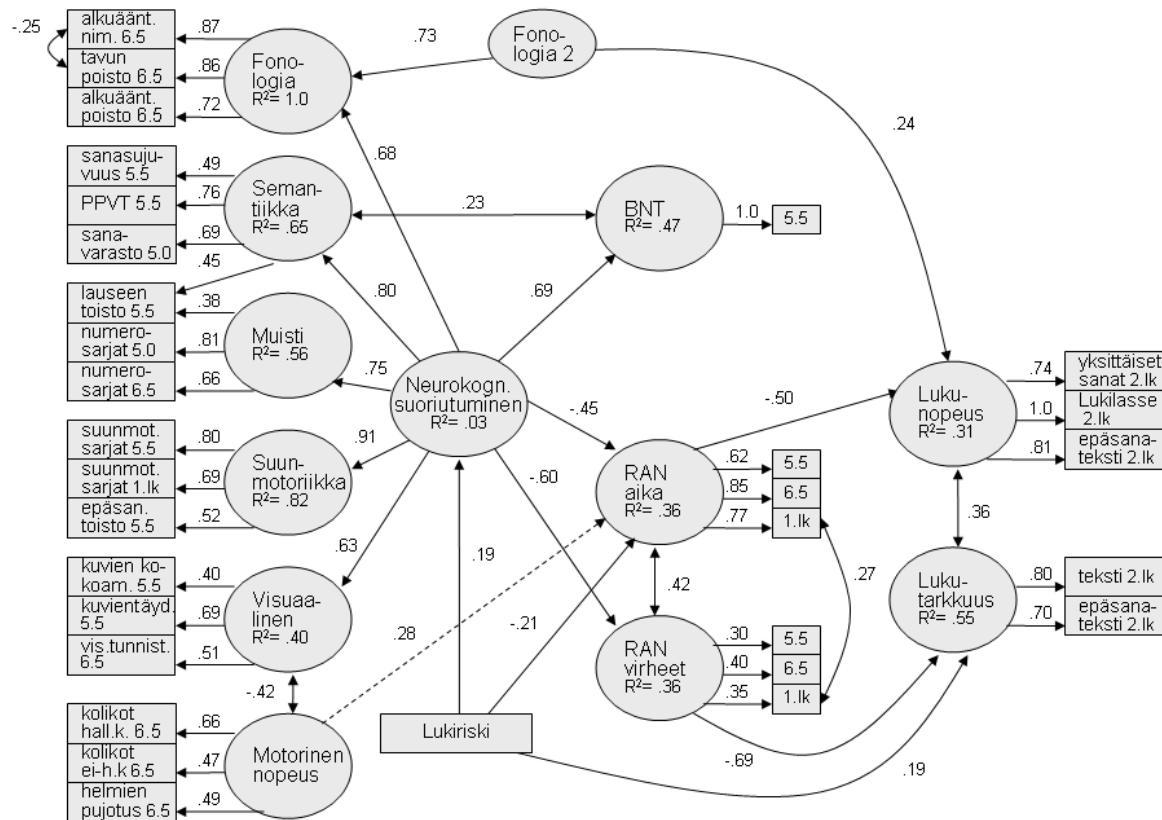 -.25
alkuäänt.
nim. 6.5
tavun
poisto 6.5
alkuäänt.
poisto 6.5
.87
.86
.72
Fono-
logia
R²= 1.0
.73
Fono-
logia 2
.24
.68
sanasuju-
vuus 5.5
PPVT 5.5
sana-
varasto 5.0
.49
.76
.69
.45
Seman-
tiikka
R²= .65
.23
BNT
R²= .47
1.0
5.5
.80
.69
lauseen
toisto 5.5
numero-
sarjat 5.0
numero-
sarjat 6.5
.38
.81
.66
Muisti
R²= .56
.75
Neurokogn.
suoriutuminen
R²= .03
-.45
-.50
Luku-
nopeus
R²= .31
.74
1.0
.81
yksittäiset
sanat 2.lk
Lukilasse
2.lk
epäsana-
teksti 2.lk
suunmot.
sarjat 5.5
suunmot.
sarjat 1.lk
epäsan.
toisto 5.5
.80
.69
.52
Suun-
motoriikka
R²= .82
.91
-.60
RAN
aika
R²= .36
.62
.85
.77
5.5
6.5
1.lk
.36
.63
.19
.42
.27
kuvien ko-
koam. 5.5
kuvientäyd.
5.5
vis.tunnist.
6.5
.40
.69
.51
Visuaa-
linen
R²= .40
.28
-.21
RAN
virheet
R²= .36
.30
.40
.35
5.5
6.5
1.lk
Luku-
tarkkuus
R²= .55
.80
.70
teksti 2.lk
epäsana-
teksti 2.lk
-.42
kolikot
hall.k. 6.5
kolikot
ei-h.k 6.5
helmien
pujotus 6.5
.66
.47
.49
Motorinen
nopeus
Lukiriski
-.69
.19